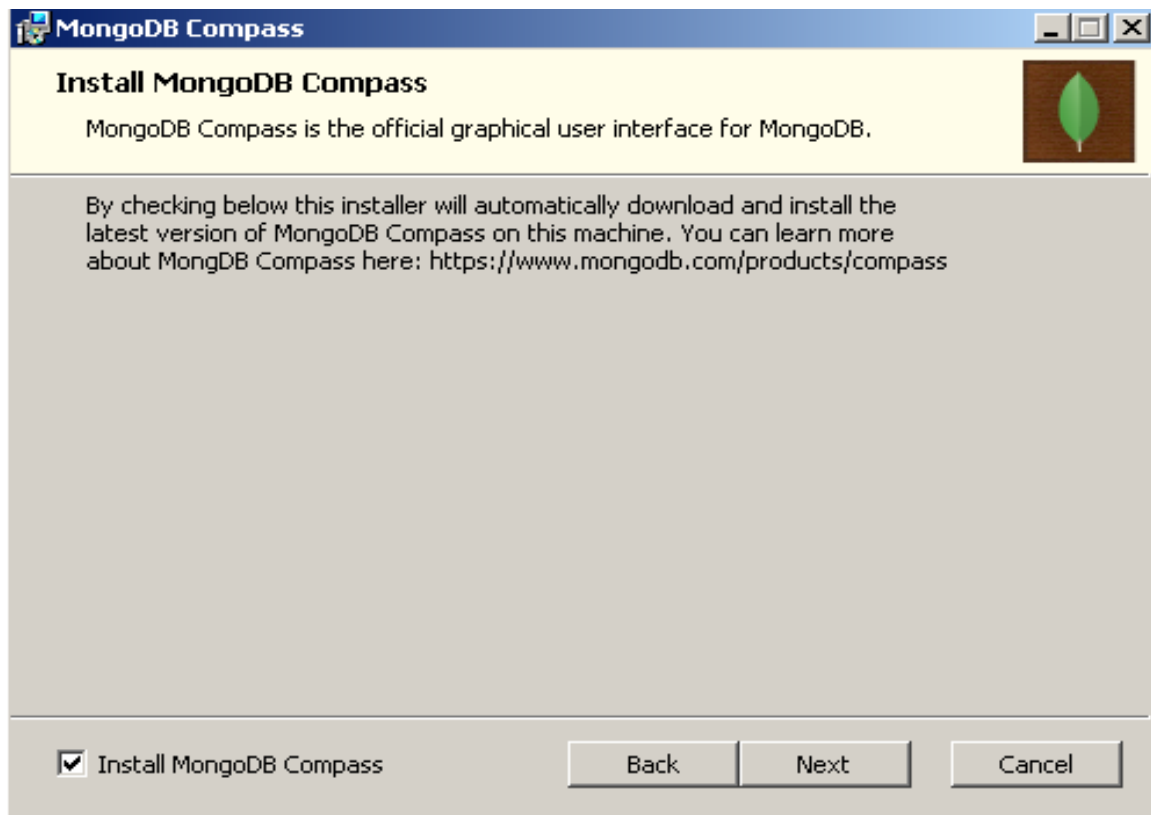 MongoDB Compass
Install MongoDB Compass
MongoDB Compass is the official graphical user interface for MongoDB.
By checking below this installer will automatically download and install the
latest version of MongoDB Compass on this machine. You can learn more
about MongDB Compass here: https://www.mongodb.com/products/compass
Install MongoDB Compass
Back
Next
Cancel